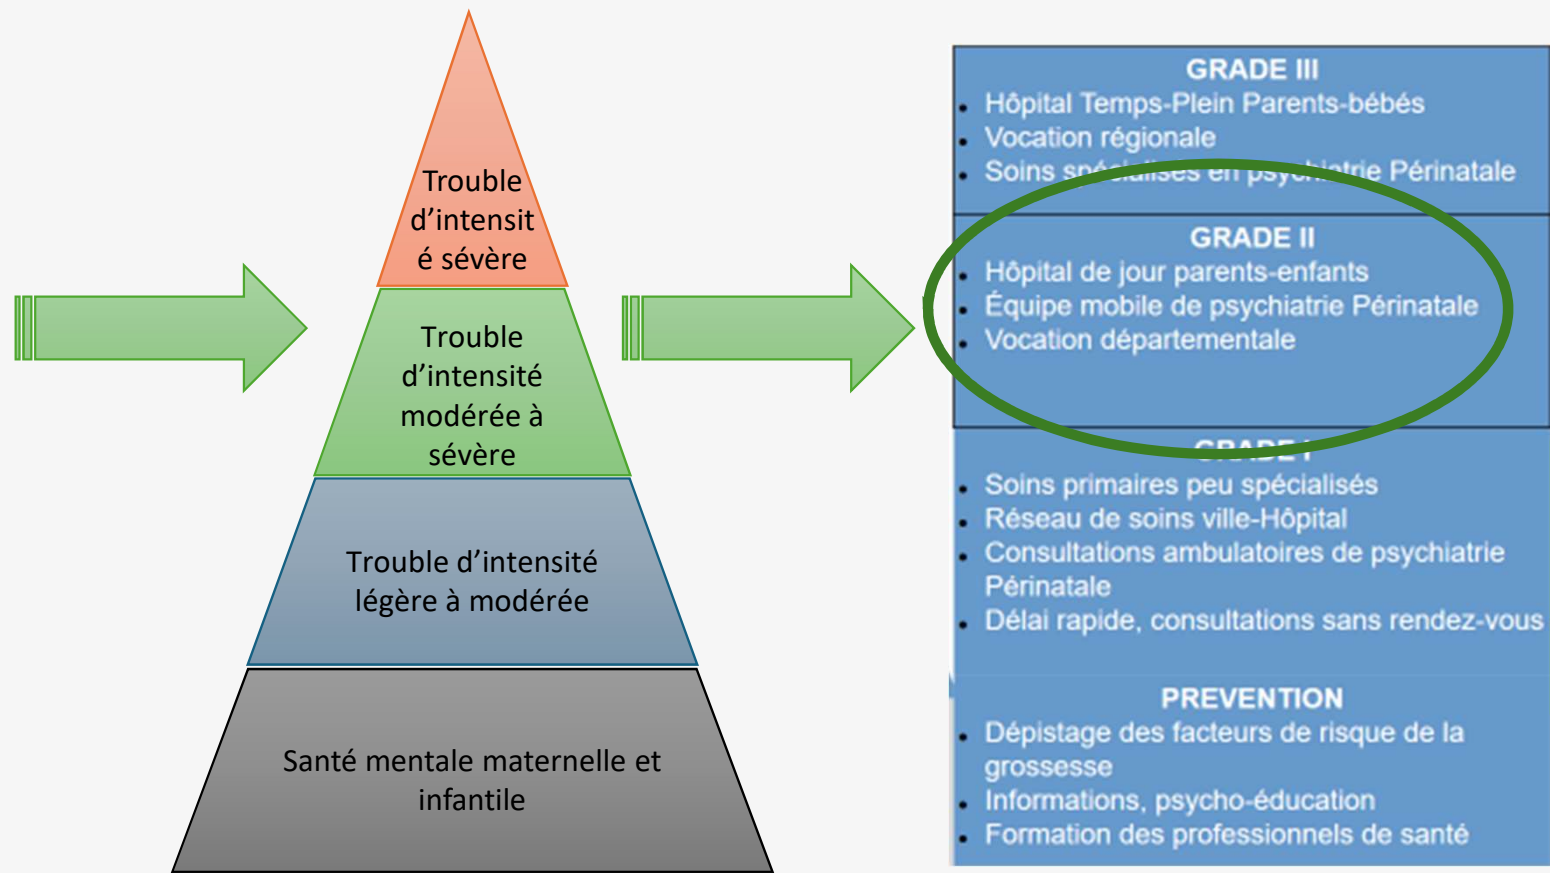 Trouble
d'intensit
é sévère
Trouble
d'intensité
modérée à
sévère
Trouble d'intensité
légère à modérée
Santé mentale maternelle et
infantile
GRADE III
• Hôpital Temps-Plein Parents-bébés
• Vocation régionale
• Soins spécialisés en psychiatrie Périnatale
GRADE II
• Hôpital de jour parents-enfants
• Équipe mobile de psychiatrie Périnatale
• Vocation départementale
GRADE I
• Soins primaires peu spécialisés
• Réseau de soins ville-Hôpital
• Consultations ambulatoires de psychiatrie
Périnatale
• Délai rapide, consultations sans rendez-vous
PREVENTION
• Dépistage des facteurs de risque de la
grossesse
• Informations, psycho-éducation
• Formation des professionnels de santé